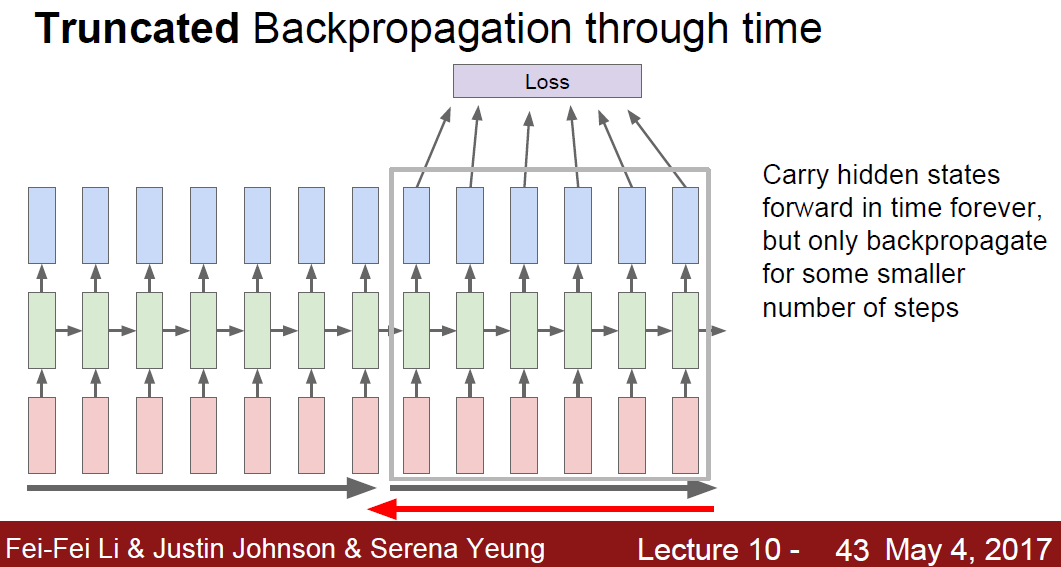 Truncated Backpropagation through time
Loss
Carry hidden states
forward in time forever,
but only backpropagate
for some smaller
number of steps
Fei-Fei Li & Justin Johnson & Serena Yeung
Lecture 10 - 43 May 4, 2017